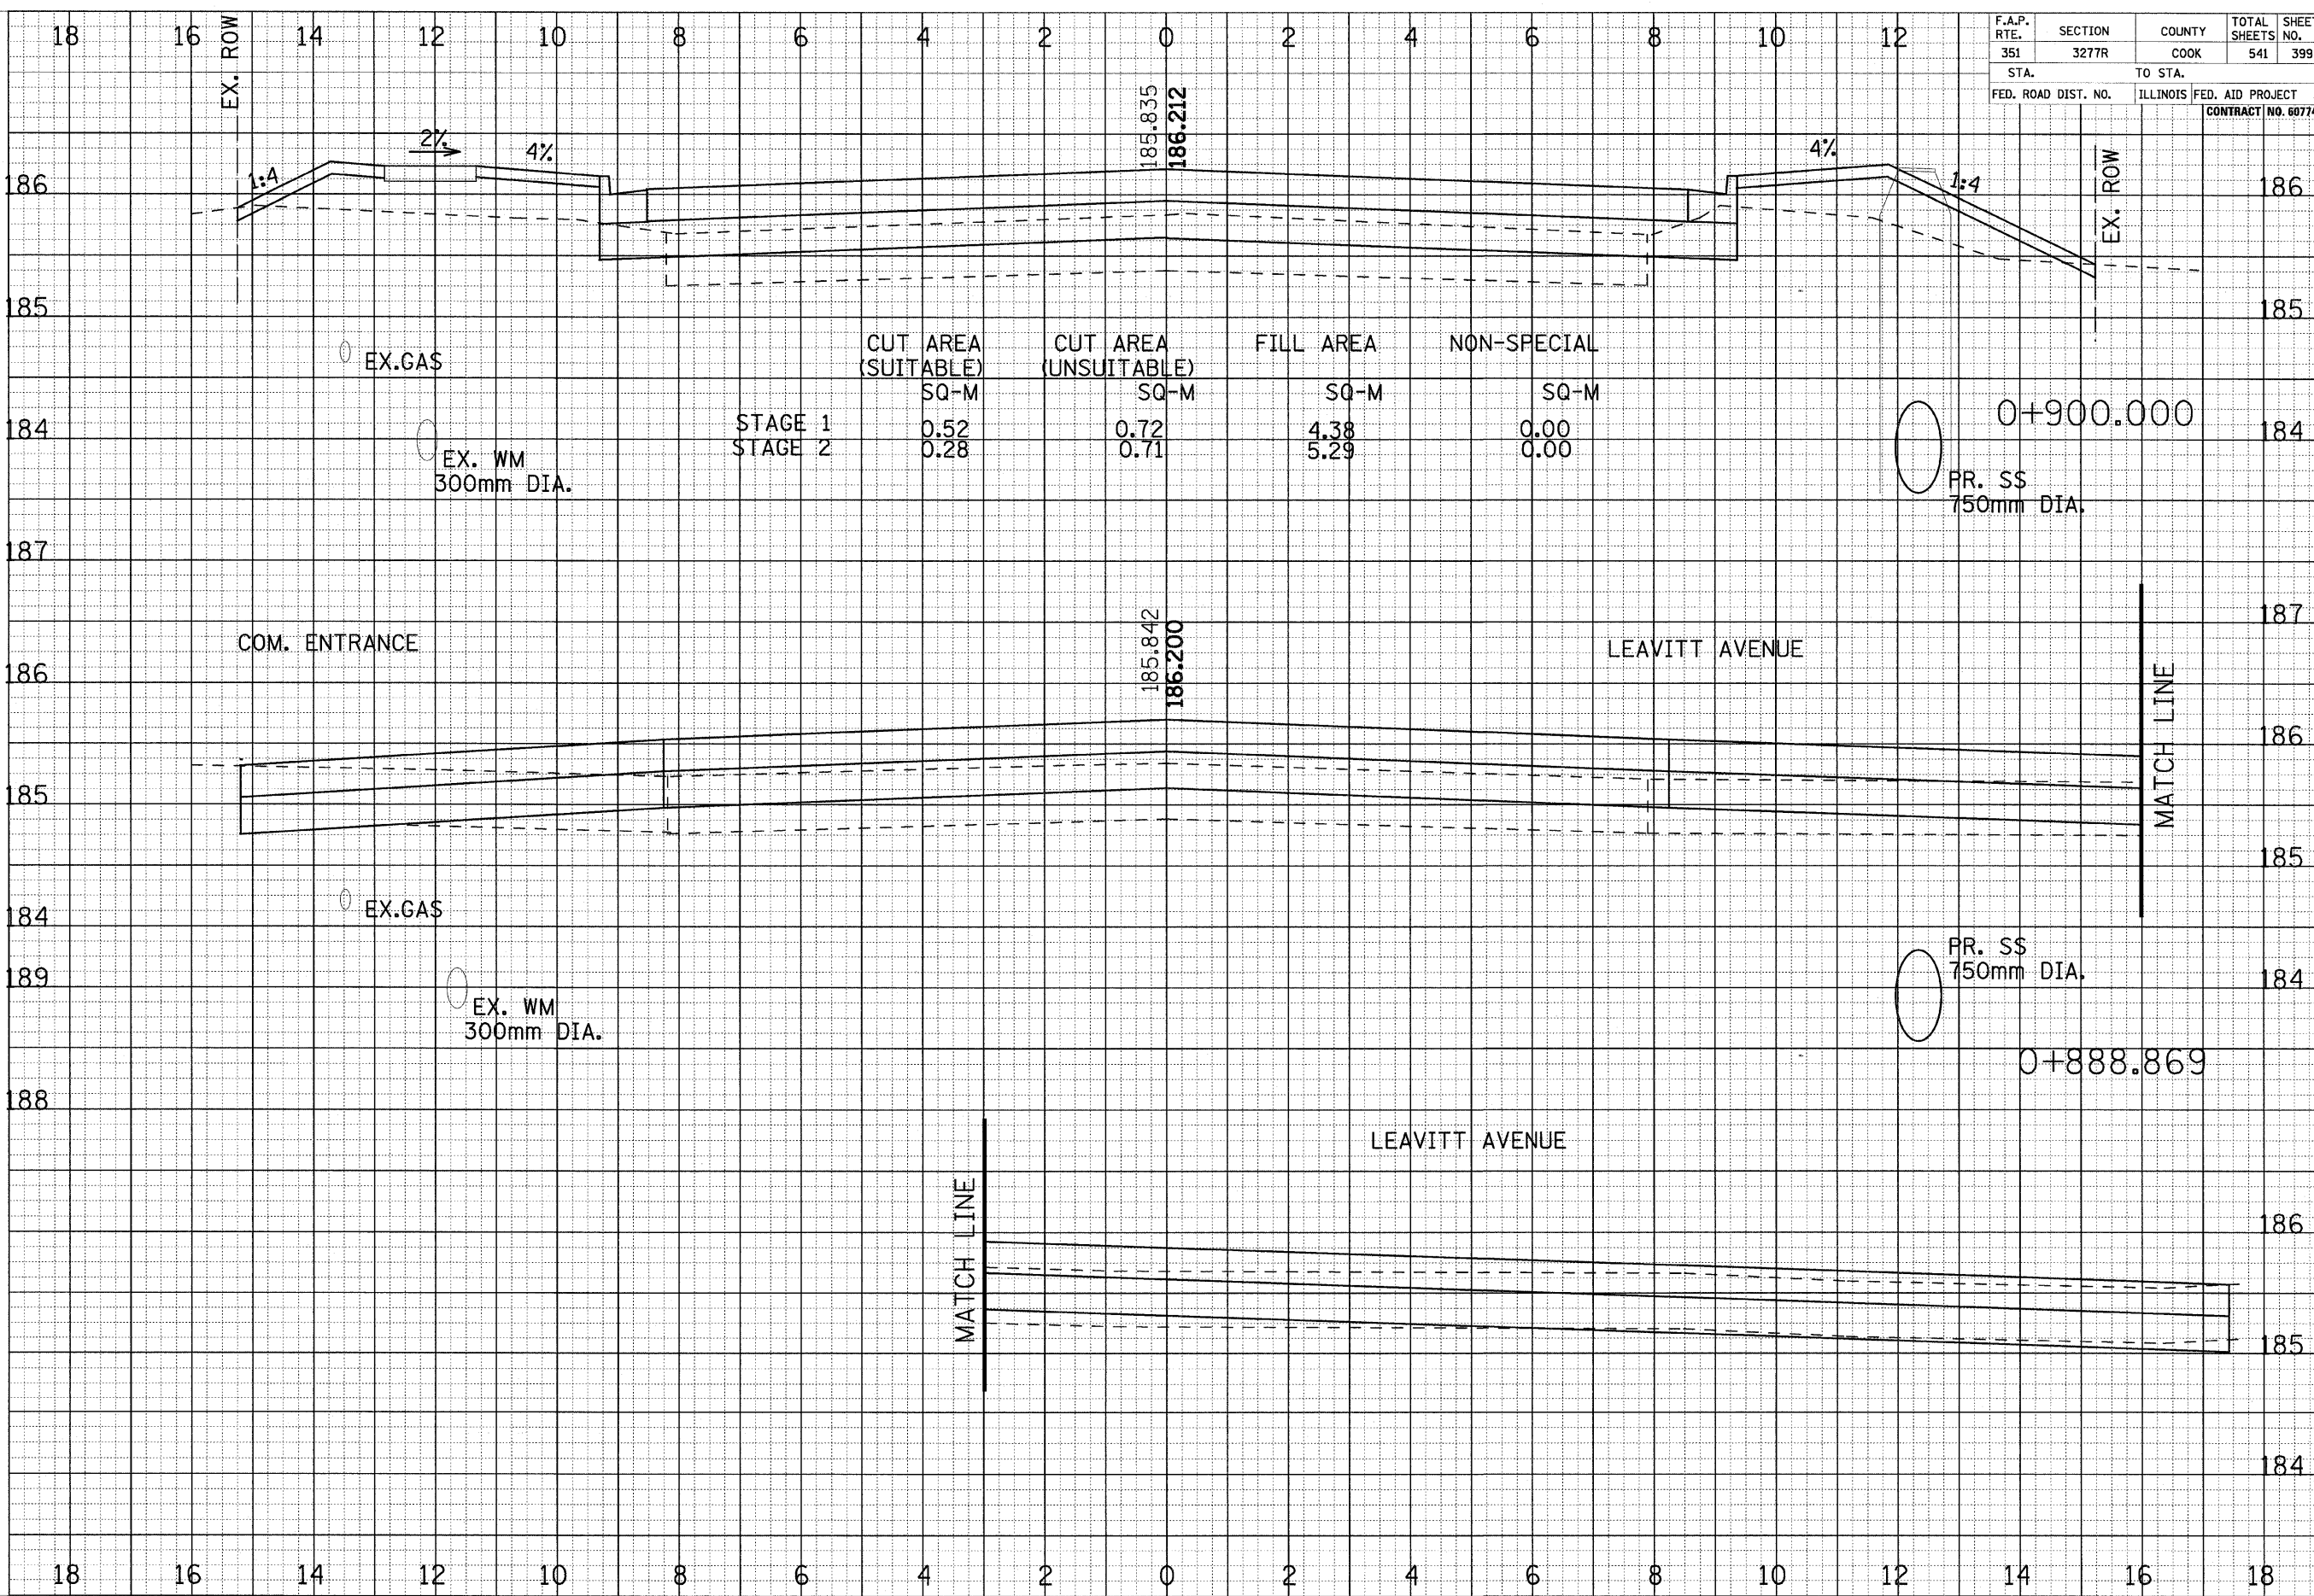 18 16 14 12 10 8 6 4 2 0 2 4 6 8 10 12
F.A.P. RTE. SECTION COUNTY TOTAL SHEETS SHEET NO.
351 3277R COOK 541 399
STA. TO STA.
FED. ROAD DIST. NO. ILLINOIS FED. AID PROJECT
CONTRACT NO. 6077
EX. ROW
185.835
186.212
2%
4%
4%
1:4
1:4
EX. ROW
186 186
185 185
EX.GAS
CUT AREA CUT AREA FILL AREA NON-SPECIAL
(SUITABLE) (UNSUITABLE)
SQ-M SQ-M SQ-M SQ-M
STAGE 1 0.52 0.72 4.38 0.00
STAGE 2 0.28 0.71 5.29 0.00
0+900.000
184 184
EX. WM
300mm DIA.
PR. SS
750mm DIA.
187
187
COM. ENTRANCE
185.842
186.200
LEAVITT AVENUE
MATCH LINE
186
186
185
185
EX.GAS
184
PR. SS
750mm DIA.
189 184
EX. WM
300mm DIA.
0+888.869
188
LEAVITT AVENUE
MATCH LINE
186
185
184
18 16 14 12 10 8 6 4 2 0 2 4 6 8 10 12 14 16 18